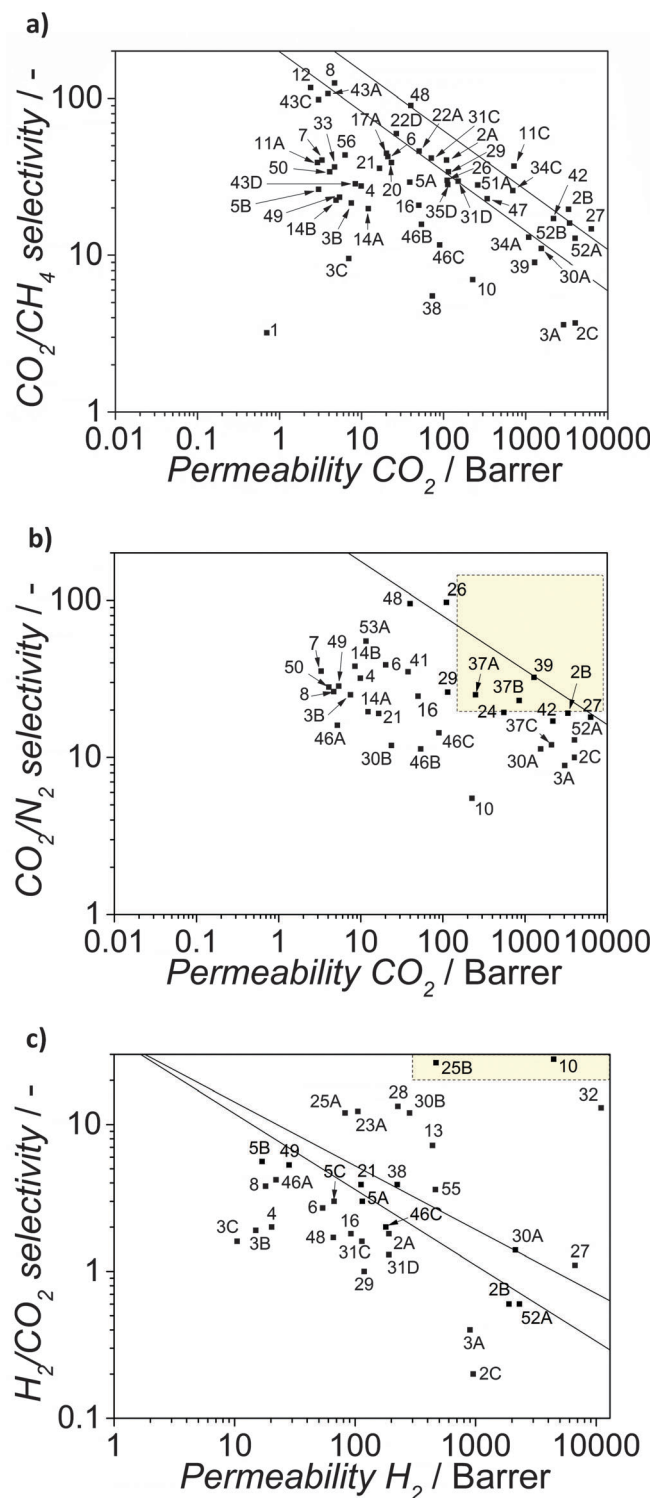 a)
12
8
43A
43C
48
22A
31C
17A
22D
2A
11C
7
33
56
29
11A
26
34C
50
21
20
5A
51A
42
43D
4
2B
5B
16
35D
31D
47
52B
27
49
46B
34A
52A
14B
3B
14A
46C
39
30A
3C
10
38
1
3A
2C
100
10
1
0.01 0.1 1 10 100 1000 10000
CO2/CH4 selectivity / -
Permeability CO2 / Barrer
b)
48
26
53A
7
49
14B
6
41
39
50
37A
2B
8
29
37B
3B
14A
21
16
24
42
27
46A
37C
52A
30B
46B
46C
30A
2C
3A
10
100
10
1
0.01 0.1 1 10 100 1000 10000
CO2/N2 selectivity / -
Permeability CO2 / Barrer
c)
25B
10
25A
28
30B
32
23A
13
5B
49
5C
21
38
8
46A
5A
55
6
46C
4
16
3C
3B
48
31C
2A
30A
31D
27
29
2B
52A
3A
2C
10
1
0.1
1 10 100 1000 10000
H2/CO2 selectivity / -
Permeability H2 / Barrer